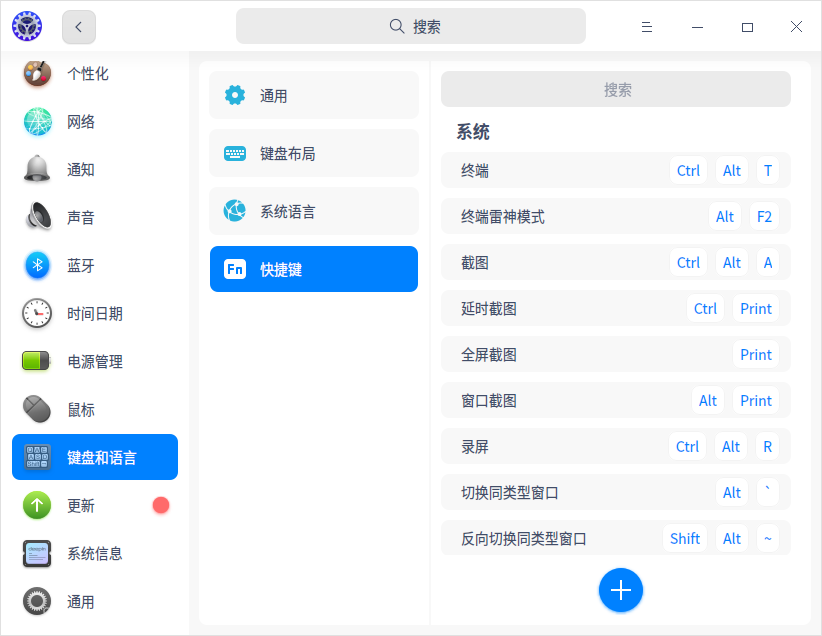 搜索
个性化
网络
通知
声音
蓝牙
时间日期
电源管理
鼠标
键盘和语言
更新
系统信息
通用
通用
键盘布局
系统语言
Fn 快捷键
搜索
系统
终端 Ctrl Alt T
终端雷神模式 Alt F2
截图 Ctrl Alt A
延时截图 Ctrl Print
全屏截图 Print
窗口截图 Alt Print
录屏 Ctrl Alt R
切换同类型窗口 Alt `
反向切换同类型窗口 Shift Alt ~